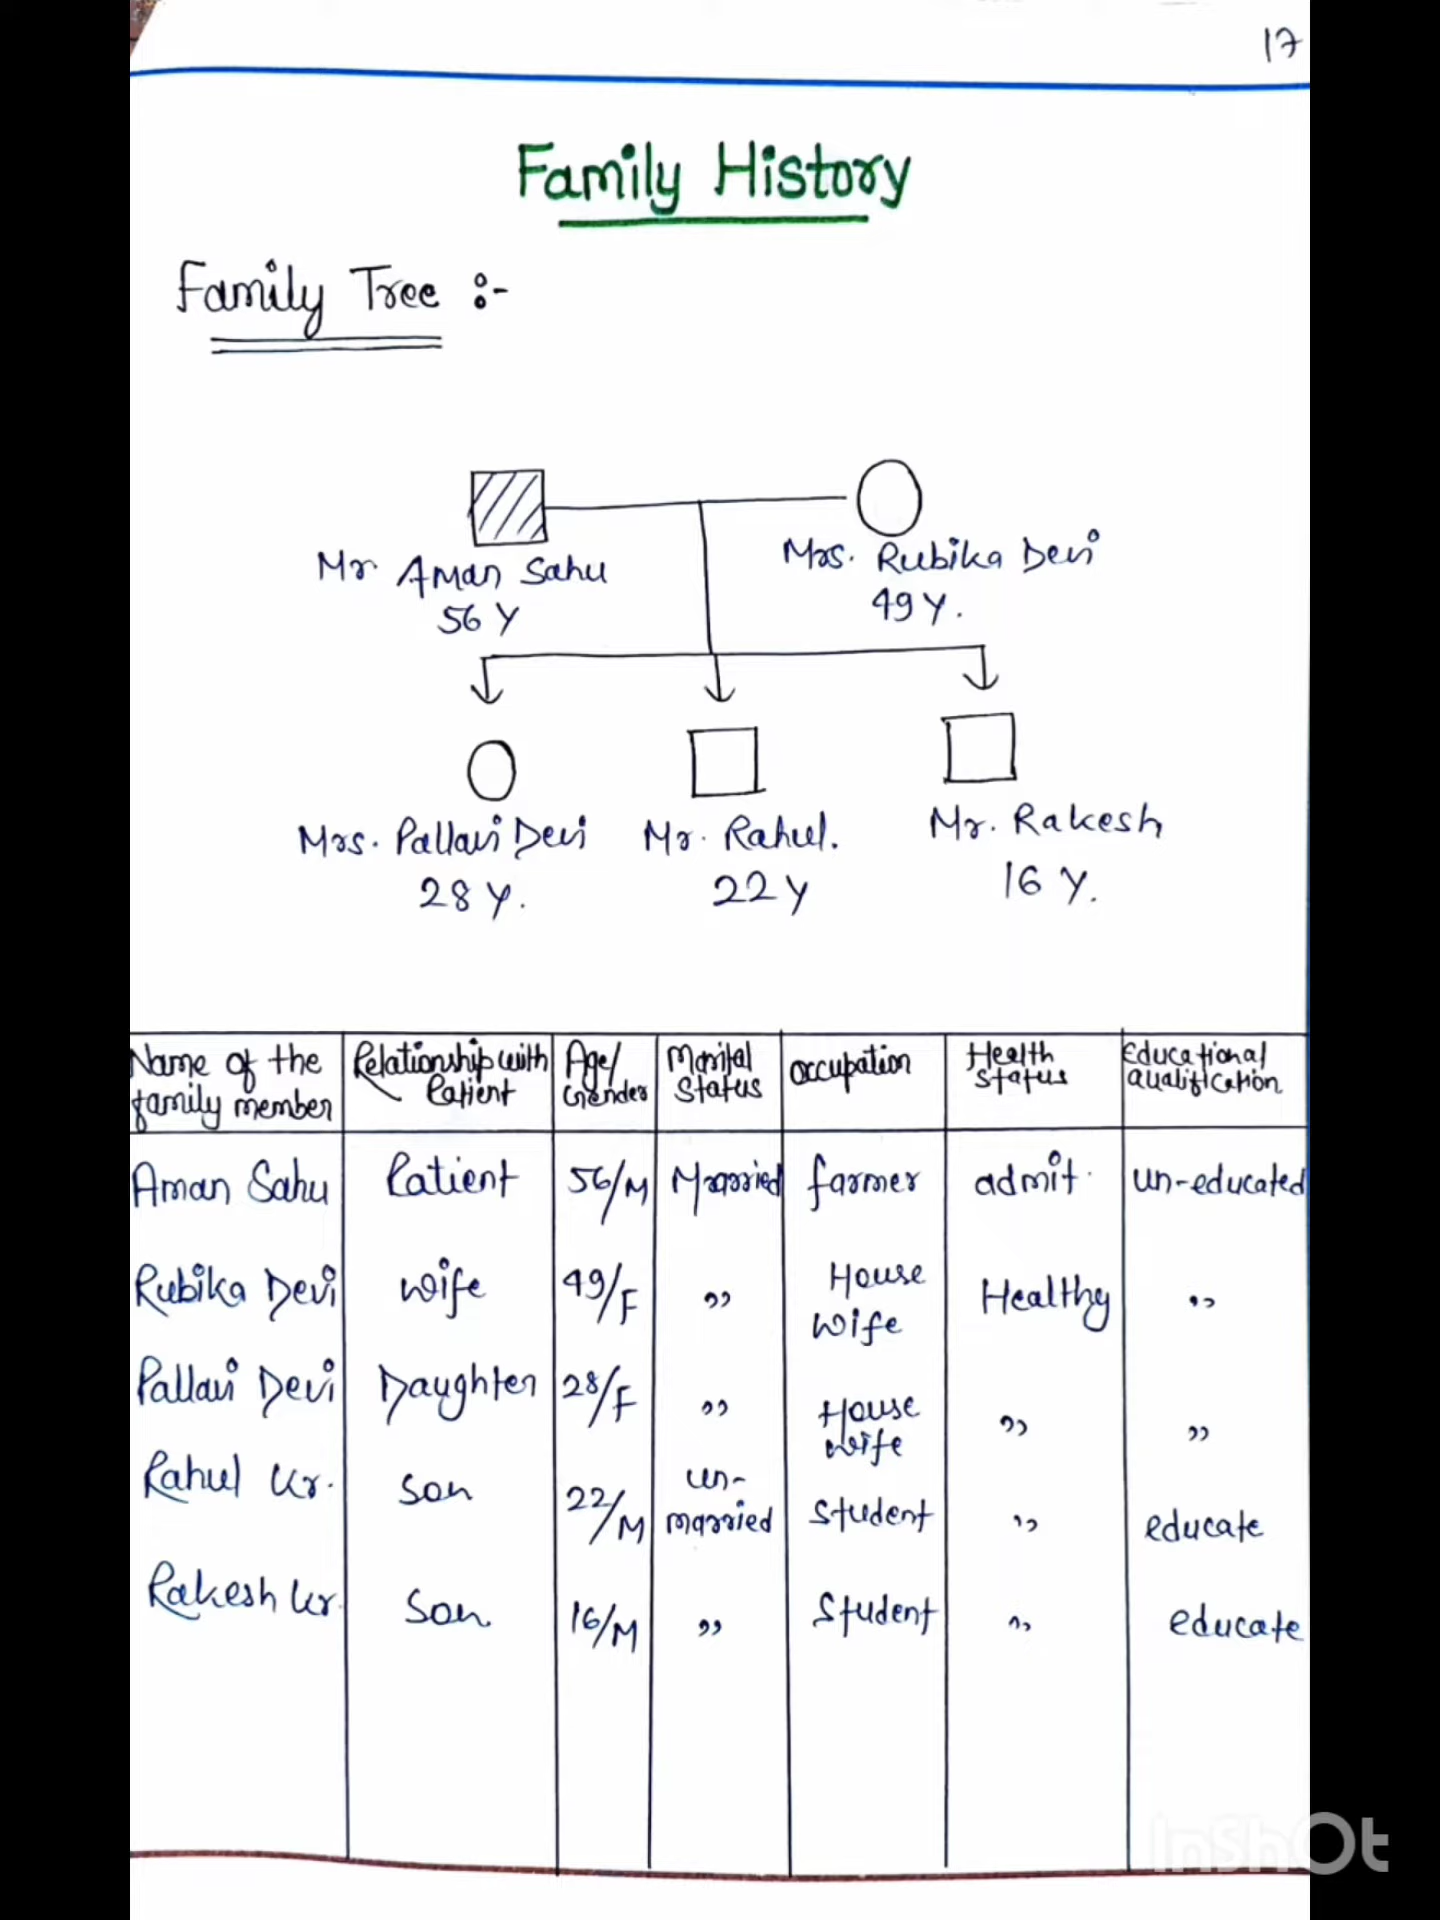 17
Family History
Family Tree :-
Mr. Aman Sahu
56 Y
Mrs. Rubika Devi
49 Y.
Mrs. Pallavi Devi
28 Y.
Mr. Rahul.
22 Y
Mr. Rakesh
16 Y.
Name of the family member | Relationship with Patient | Age/Gender | Marital Status | Occupation | Health Status | Educational Qualification
Aman Sahu | Patient | 56/M | Married | farmer | admit. | un-educated
Rubika Devi | Wife | 49/F | ,, | House Wife | Healthy | ,,
Pallavi Devi | Daughter | 28/F | ,, | House Wife | ,, | ,,
Rahul Kr. | Son | 22/M | un-married | Student | ,, | educate
Rakesh Kr. | Son | 16/M | ,, | Student | ,, | educate
InShOt